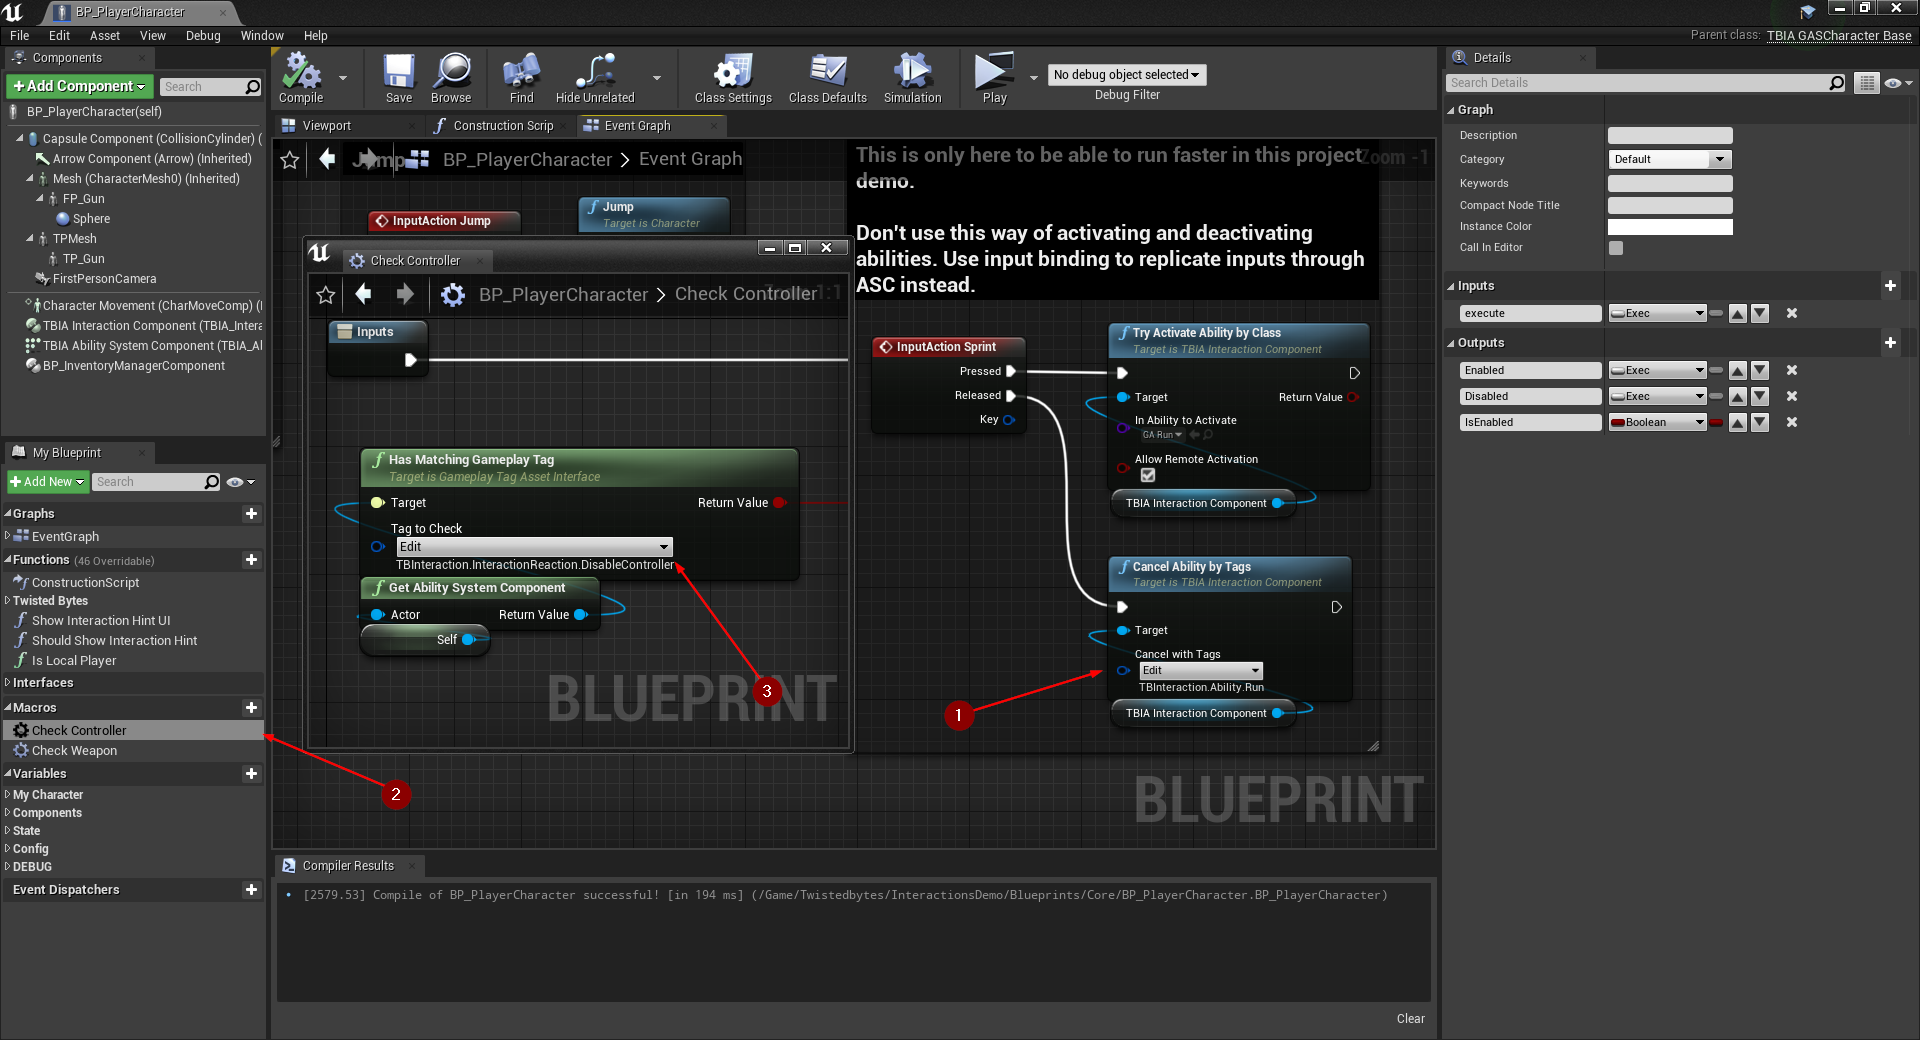 BP_PlayerCharacter
File Edit Asset View Debug Window Help
Parent class: TBIA GASCharacter Base
Components
Add Component
Search
BP_PlayerCharacter(self)
Capsule Component (CollisionCylinder) (
Arrow Component (Arrow) (Inherited)
Mesh (CharacterMesh0) (Inherited)
FP_Gun
Sphere
TPMesh
TP_Gun
FirstPersonCamera
Character Movement (CharMoveComp) (
TBIA Interaction Component (TBIA_Intera
TBIA Ability System Component (TBIA_Al
BP_InventoryManagerComponent
My Blueprint
Add New
Search
Graphs
EventGraph
Functions (46 Overridable)
ConstructionScript
Twisted Bytes
Show Interaction Hint UI
Should Show Interaction Hint
Is Local Player
Interfaces
Macros
Check Controller
Check Weapon
Variables
My Character
Components
State
Config
DEBUG
Event Dispatchers
2
Compile
Save
Browse
Find
Hide Unrelated
Class Settings
Class Defaults
Simulation
Play
No debug object selected
Debug Filter
Viewport
Construction Scrip
Event Graph
Jump
BP_PlayerCharacter > Event Graph
Zoom -1
InputAction Jump
Jump
Target is Character
This is only here to be able to run faster in this project
demo.
Don't use this way of activating and deactivating
abilities. Use input binding to replicate inputs through
ASC instead.
Check Controller
BP_PlayerCharacter > Check Controller
Zoom 1:1
Inputs
Has Matching Gameplay Tag
Target is Gameplay Tag Asset Interface
Target
Return Value
Tag to Check
Edit
TBInteraction.InteractionReaction.DisableController
Get Ability System Component
Actor
Return Value
Self
BLUEPRINT
3
InputAction Sprint
Pressed
Released
Key
Try Activate Ability by Class
Target is TBIA Interaction Component
Target
Return Value
In Ability to Activate
GA Run
Allow Remote Activation
TBIA Interaction Component
Cancel Ability by Tags
Target is TBIA Interaction Component
Target
Cancel with Tags
Edit
TBInteraction.Ability.Run
TBIA Interaction Component
1
BLUEPRINT
Compiler Results
[2579.53] Compile of BP_PlayerCharacter successful! [in 194 ms] (/Game/Twistedbytes/InteractionsDemo/Blueprints/Core/BP_PlayerCharacter.BP_PlayerCharacter)
Clear
Details
Search Details
Graph
Description
Category
Default
Keywords
Compact Node Title
Instance Color
Call In Editor
Inputs
execute
Exec
Outputs
Enabled
Exec
Disabled
Exec
IsEnabled
Boolean